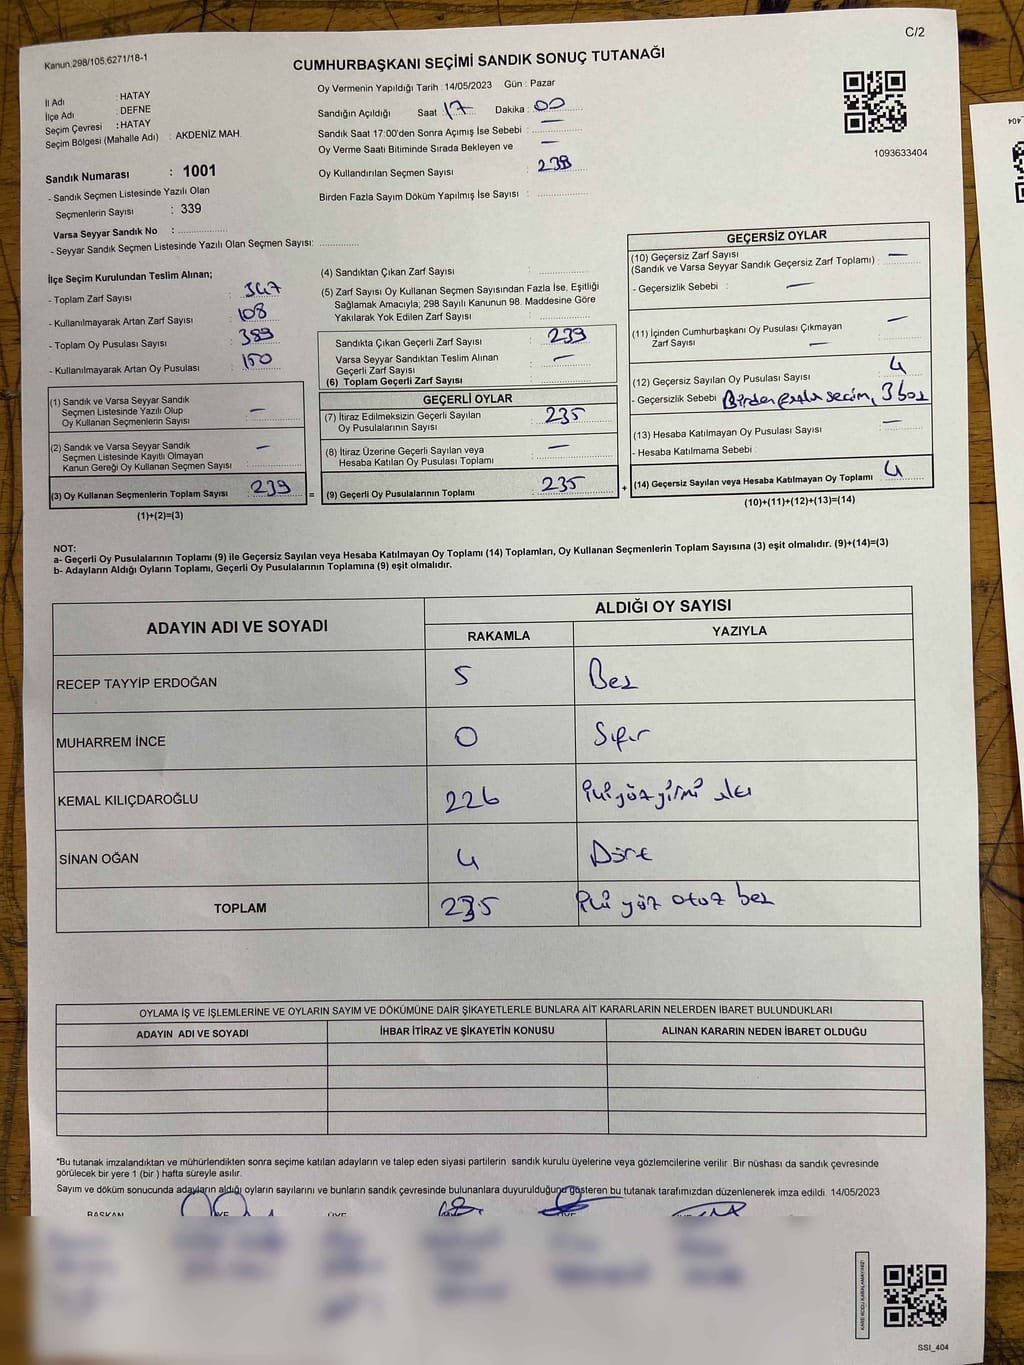 C/2
Kanun.298/105.6271/18-1
CUMHURBAŞKANI SEÇİMİ SANDIK SONUÇ TUTANAĞI
İl Adı : HATAY
İlçe Adı : DEFNE
Seçim Çevresi : HATAY
Seçim Bölgesi (Mahalle Adı) : AKDENİZ MAH.
Sandık Numarası : 1001
- Sandık Seçmen Listesinde Yazılı Olan
Seçmenlerin Sayısı : 339
Varsa Seyyar Sandık No :
- Seyyar Sandık Seçmen Listesinde Yazılı Olan Seçmen Sayısı:
Oy Vermenin Yapıldığı Tarih : 14/05/2023 Gün : Pazar
Sandığın Açıldığı Saat 17 Dakika : 00
Sandık Saat 17:00'den Sonra Açımış İse Sebebi : —
Oy Verme Saati Bitiminde Sırada Bekleyen ve —
Oy Kullandırılan Seçmen Sayısı :
Birden Fazla Sayım Döküm Yapılmış İse Sayısı :
1093633404
İlçe Seçim Kurulundan Teslim Alınan;
- Toplam Zarf Sayısı : 347
- Kullanılmayarak Artan Zarf Sayısı : 108
- Toplam Oy Pusulası Sayısı : 389
- Kullanılmayarak Artan Oy Pusulası : 150
(1) Sandık ve Varsa Seyyar Sandık
Seçmen Listesinde Yazılı Olup
Oy Kullanan Seçmenlerin Sayısı : —
(2) Sandık ve Varsa Seyyar Sandık
Seçmen Listesinde Kayıtlı Olmayan
Kanun Gereği Oy Kullanan Seçmen Sayısı : —
(3) Oy Kullanan Seçmenlerin Toplam Sayısı : 239 =
(1)+(2)=(3)
(4) Sandıktan Çıkan Zarf Sayısı :
(5) Zarf Sayısı Oy Kullanan Seçmen Sayısından Fazla İse, Eşitliği
Sağlamak Amacıyla; 298 Sayılı Kanunun 98. Maddesine Göre
Yakılarak Yok Edilen Zarf Sayısı :
Sandıkta Çıkan Geçerli Zarf Sayısı : 239
Varsa Seyyar Sandıktan Teslim Alınan
Geçerli Zarf Sayısı : —
(6) Toplam Geçerli Zarf Sayısı :
GEÇERLİ OYLAR
(7) İtiraz Edilmeksizin Geçerli Sayılan
Oy Pusulalarının Sayısı : 235
(8) İtiraz Üzerine Geçerli Sayılan veya
Hesaba Katılan Oy Pusulası Toplamı : —
(9) Geçerli Oy Pusulalarının Toplamı : 235 +
GEÇERSİZ OYLAR
(10) Geçersiz Zarf Sayısı
(Sandık ve Varsa Seyyar Sandık Geçersiz Zarf Toplamı) : —
- Geçersizlik Sebebi : —
(11) İçinden Cumhurbaşkanı Oy Pusulası Çıkmayan —
Zarf Sayısı : —
(12) Geçersiz Sayılan Oy Pusulası Sayısı : 4
- Geçersizlik Sebebi Birden fazla seçim, 3 boş
(13) Hesaba Katılmayan Oy Pusulası Sayısı : —
- Hesaba Katılmama Sebebi :
(14) Geçersiz Sayılan veya Hesaba Katılmayan Oy Toplamı : 4
(10)+(11)+(12)+(13)=(14)
NOT:
a- Geçerli Oy Pusulalarının Toplamı (9) ile Geçersiz Sayılan veya Hesaba Katılmayan Oy Toplamı (14) Toplamları, Oy Kullanan Seçmenlerin Toplam Sayısına (3) eşit olmalıdır. (9)+(14)=(3)
b- Adayların Aldığı Oyların Toplamı, Geçerli Oy Pusulalarının Toplamına (9) eşit olmalıdır.
ADAYIN ADI VE SOYADI
ALDIĞI OY SAYISI
RAKAMLA YAZIYLA
RECEP TAYYİP ERDOĞAN 5 Beş
MUHARREM İNCE 0 Sıfır
KEMAL KILIÇDAROĞLU 226 İki yüz yirmi altı
SİNAN OĞAN 4 Dört
TOPLAM 235 İki yüz otuz beş
OYLAMA İŞ VE İŞLEMLERİNE VE OYLARIN SAYIM VE DÖKÜMÜNE DAİR ŞİKAYETLERLE BUNLARA AİT KARARLARIN NELERDEN İBARET BULUNDUKLARI
ADAYIN ADI VE SOYADI İHBAR İTİRAZ VE ŞİKAYETİN KONUSU ALINAN KARARIN NEDEN İBARET OLDUĞU
*Bu tutanak imzalandıktan ve mühürlendikten sonra seçime katılan adayların ve talep eden siyasi partilerin sandık kurulu üyelerine veya gözlemcilerine verilir. Bir nüshası da sandık çevresinde
görülecek bir yere 1 (bir ) hafta süreyle asılır.
Sayım ve döküm sonucunda adayların aldığı oyların sayılarını ve bunların sandık çevresinde bulunanlara duyurulduğunu gösteren bu tutanak tarafımızdan düzenlenerek imza edildi. 14/05/2023
BAŞKAN ÜYE
SSİ_404